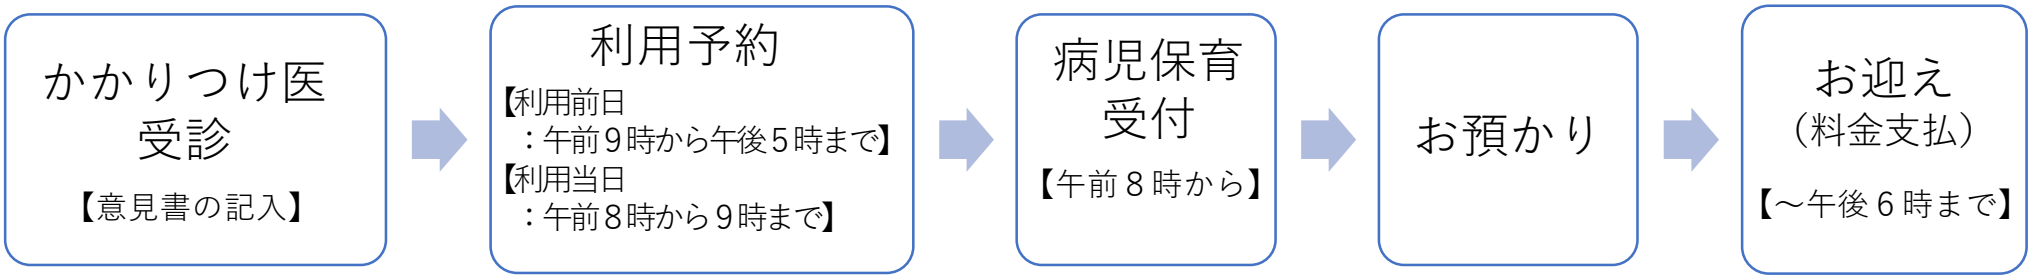 かかりつけ医
受診
【意見書の記入】
利用予約
【利用前日
：午前９時から午後５時まで】
【利用当日
：午前８時から９時まで】
病児保育
受付
【午前８時から】
お預かり
お迎え
（料金支払）
【～午後６時まで】